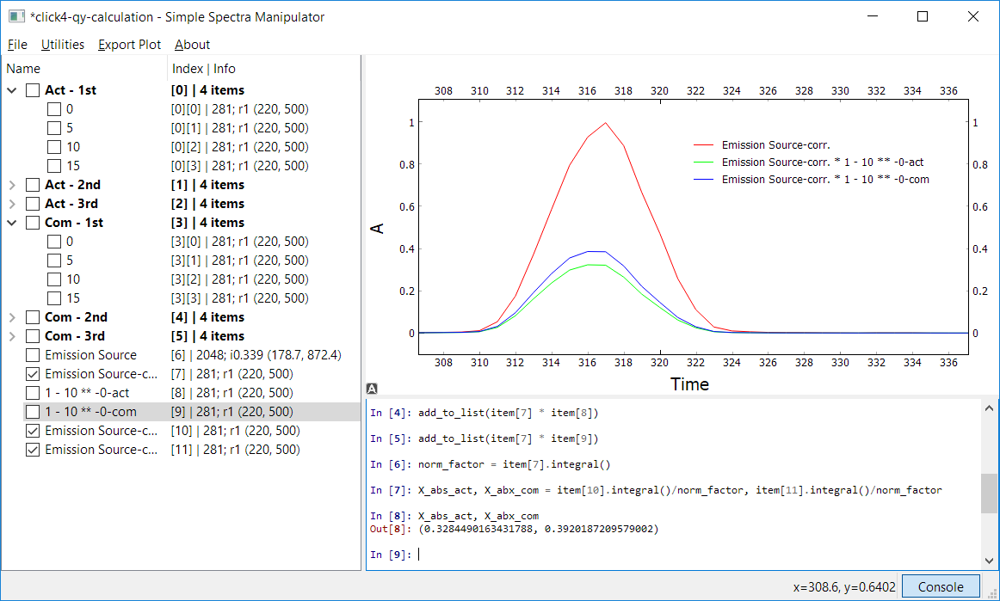 *click4-qy-calculation - Simple Spectra Manipulator
File Utilities Export Plot About
Name Index | Info
Act - 1st [0] | 4 items
0 [0][0] | 281; r1 (220, 500)
5 [0][1] | 281; r1 (220, 500)
10 [0][2] | 281; r1 (220, 500)
15 [0][3] | 281; r1 (220, 500)
Act - 2nd [1] | 4 items
Act - 3rd [2] | 4 items
Com - 1st [3] | 4 items
0 [3][0] | 281; r1 (220, 500)
5 [3][1] | 281; r1 (220, 500)
10 [3][2] | 281; r1 (220, 500)
15 [3][3] | 281; r1 (220, 500)
Com - 2nd [4] | 4 items
Com - 3rd [5] | 4 items
Emission Source [6] | 2048; i0.339 (178.7, 872.4)
Emission Source-c... [7] | 281; r1 (220, 500)
1 - 10 ** -0-act [8] | 281; r1 (220, 500)
1 - 10 ** -0-com [9] | 281; r1 (220, 500)
Emission Source-c... [10] | 281; r1 (220, 500)
Emission Source-c... [11] | 281; r1 (220, 500)
308 310 312 314 316 318 320 322 324 326 328 330 332 334 336
1 1
0.8 0.8
0.6 0.6
0.4 0.4
0.2 0.2
0 0
A
Emission Source-corr.
Emission Source-corr. * 1 - 10 ** -0-act
Emission Source-corr. * 1 - 10 ** -0-com
308 310 312 314 316 318 320 322 324 326 328 330 332 334 336
Time
A
In [4]: add_to_list(item[7] * item[8])
In [5]: add_to_list(item[7] * item[9])
In [6]: norm_factor = item[7].integral()
In [7]: X_abs_act, X_abx_com = item[10].integral()/norm_factor, item[11].integral()/norm_factor
In [8]: X_abs_act, X_abx_com
Out[8]: (0.3284490163431788, 0.3920187209579002)
In [9]:
x=308.6, y=0.6402 Console